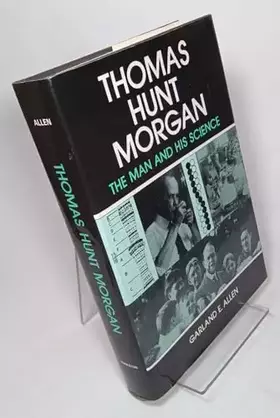 THOMAS
HUNT
MORGAN
THE MAN AND HIS SCIENCE
GARLAND E. ALLEN
ALLEN
THOMAS HUNT MORGAN